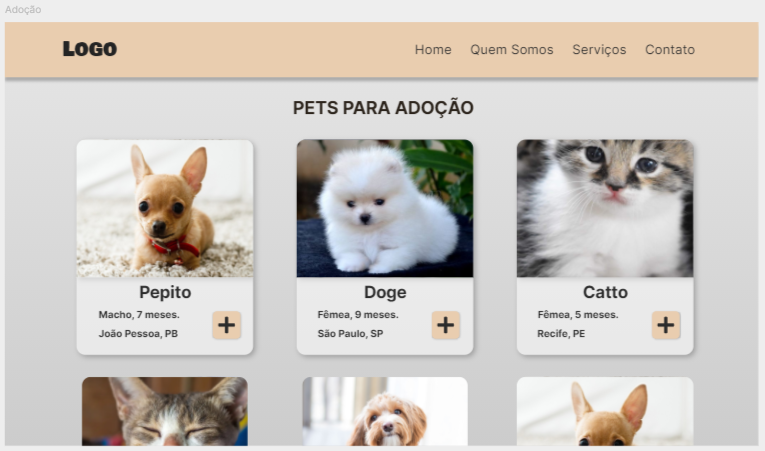 Adoção
LOGO
Home Quem Somos Serviços Contato
PETS PARA ADOÇÃO
Pepito
Macho, 7 meses.
João Pessoa, PB
Doge
Fêmea, 9 meses.
São Paulo, SP
Catto
Fêmea, 5 meses.
Recife, PE